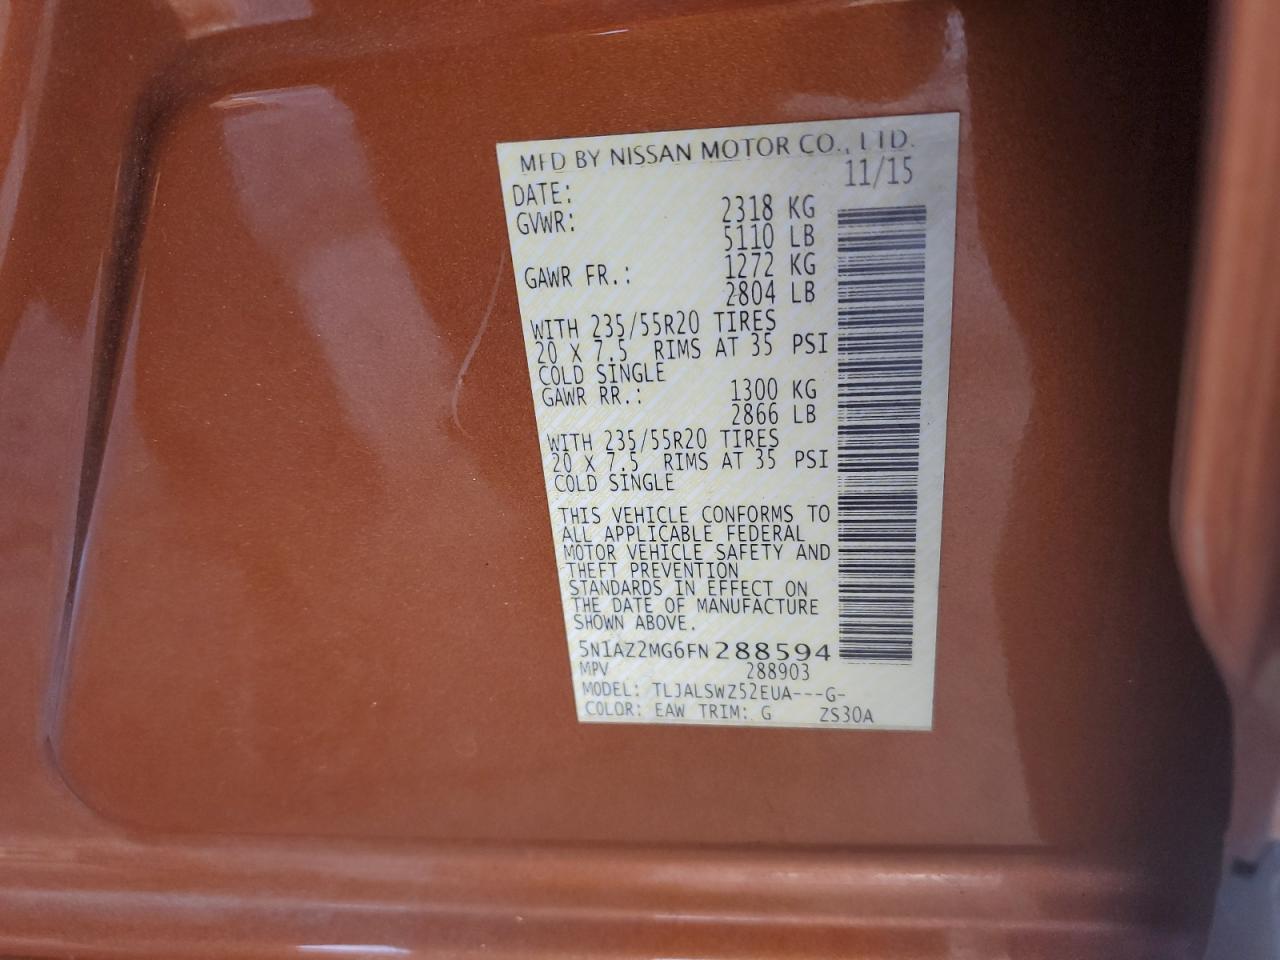 MFD BY NISSAN MOTOR CO., LTD.
DATE: 11/15
GVWR: 2318 KG
5110 LB
GAWR FR.: 1272 KG
2804 LB
WITH 235/55R20 TIRES
20 X 7.5 RIMS AT 35 PSI
COLD SINGLE
GAWR RR.: 1300 KG
2866 LB
WITH 235/55R20 TIRES
20 X 7.5 RIMS AT 35 PSI
COLD SINGLE
THIS VEHICLE CONFORMS TO
ALL APPLICABLE FEDERAL
MOTOR VEHICLE SAFETY AND
THEFT PREVENTION
STANDARDS IN EFFECT ON
THE DATE OF MANUFACTURE
SHOWN ABOVE.
5N1AZ2MG6FN288594
MPV 288903
MODEL: TLJALSWZ52EUA---G-
COLOR: EAW TRIM: G ZS30A